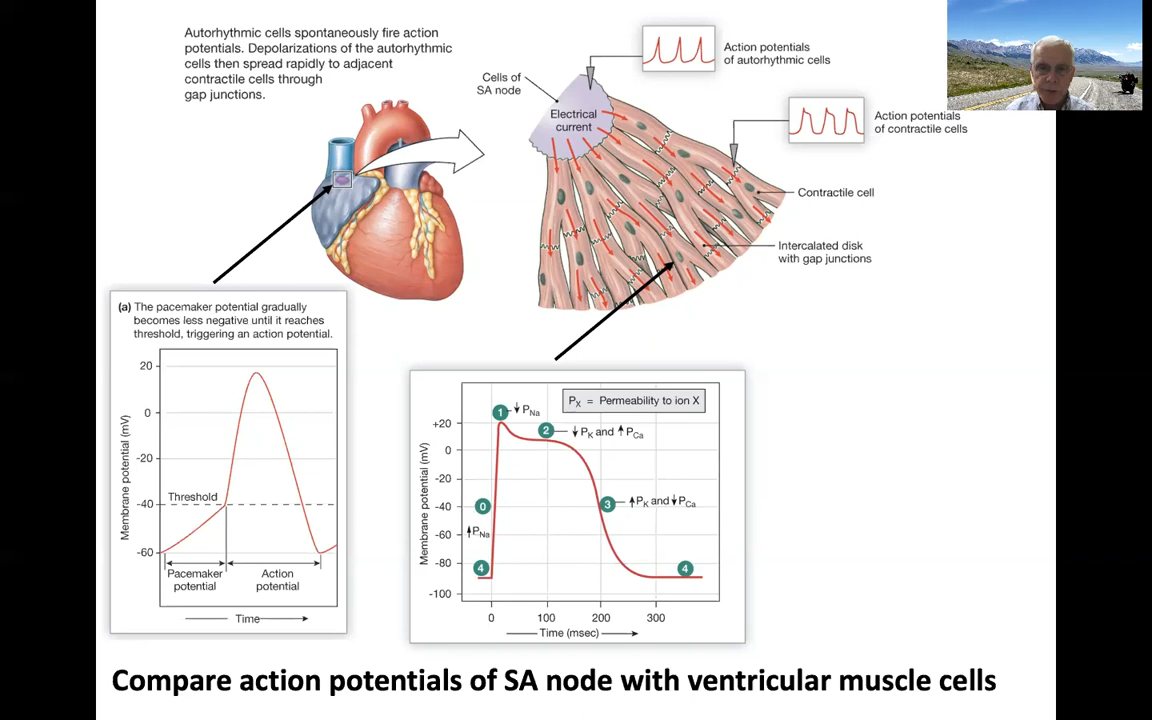 Autorhythmic cells spontaneously fire action
potentials. Depolarizations of the autorhythmic
cells then spread rapidly to adjacent
contractile cells through
gap junctions.
Cells of
SA node
Electrical
current
Action potentials
of autorhythmic cells
Action potentials
of contractile cells
Contractile cell
Intercalated disk
with gap junctions
(a) The pacemaker potential gradually
becomes less negative until it reaches
threshold, triggering an action potential.
Membrane potential (mV)
20
0
-20
-40
-60
Threshold
Pacemaker
potential
Action
potential
Time
PX = Permeability to ion X
Membrane potential (mV)
+20
0
-20
-40
-60
-80
-100
1 ↓PNa
2 ↓PK and ↑PCa
0
↑PNa
3 ↑PK and ↓PCa
4
4
0 100 200 300
Time (msec)
Compare action potentials of SA node with ventricular muscle cells